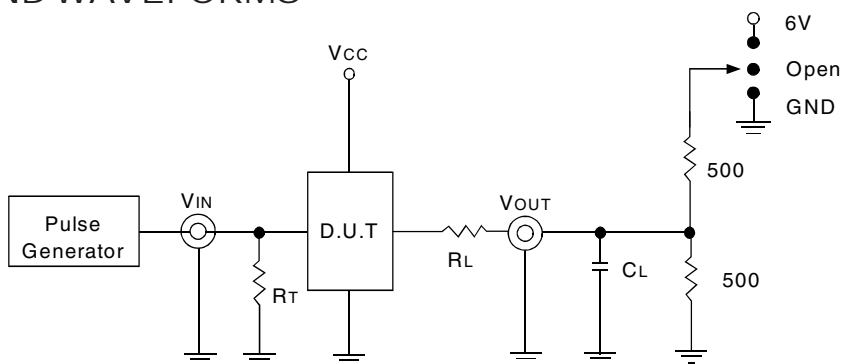 ND WAVEFORMS
6V
VCC
Open
GND
500
VIN
VOUT
Pulse
Generator
D.U.T
RL
RT
CL
500